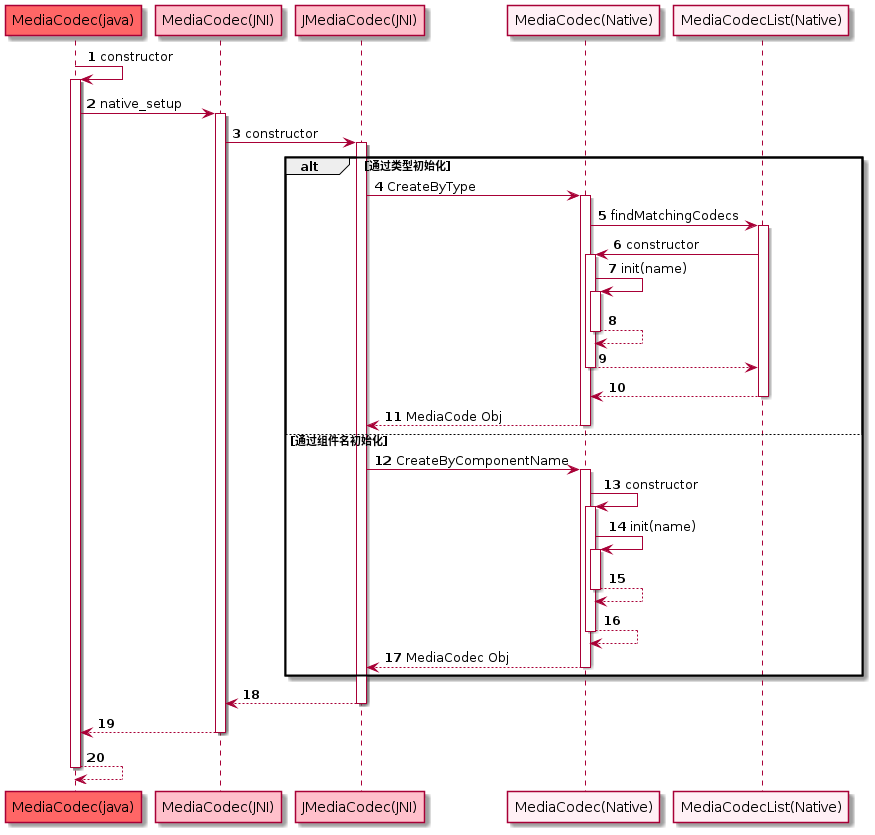 MediaCodec(java) MediaCodec(JNI) JMediaCodec(JNI) MediaCodec(Native) MediaCodecList(Native)
1 constructor
2 native_setup
3 constructor
alt [通过类型初始化]
4 CreateByType
5 findMatchingCodecs
6 constructor
7 init(name)
8
9
10
11 MediaCode Obj
[通过组件名初始化]
12 CreateByComponentName
13 constructor
14 init(name)
15
16
17 MediaCodec Obj
18
19
20
MediaCodec(java) MediaCodec(JNI) JMediaCodec(JNI) MediaCodec(Native) MediaCodecList(Native)